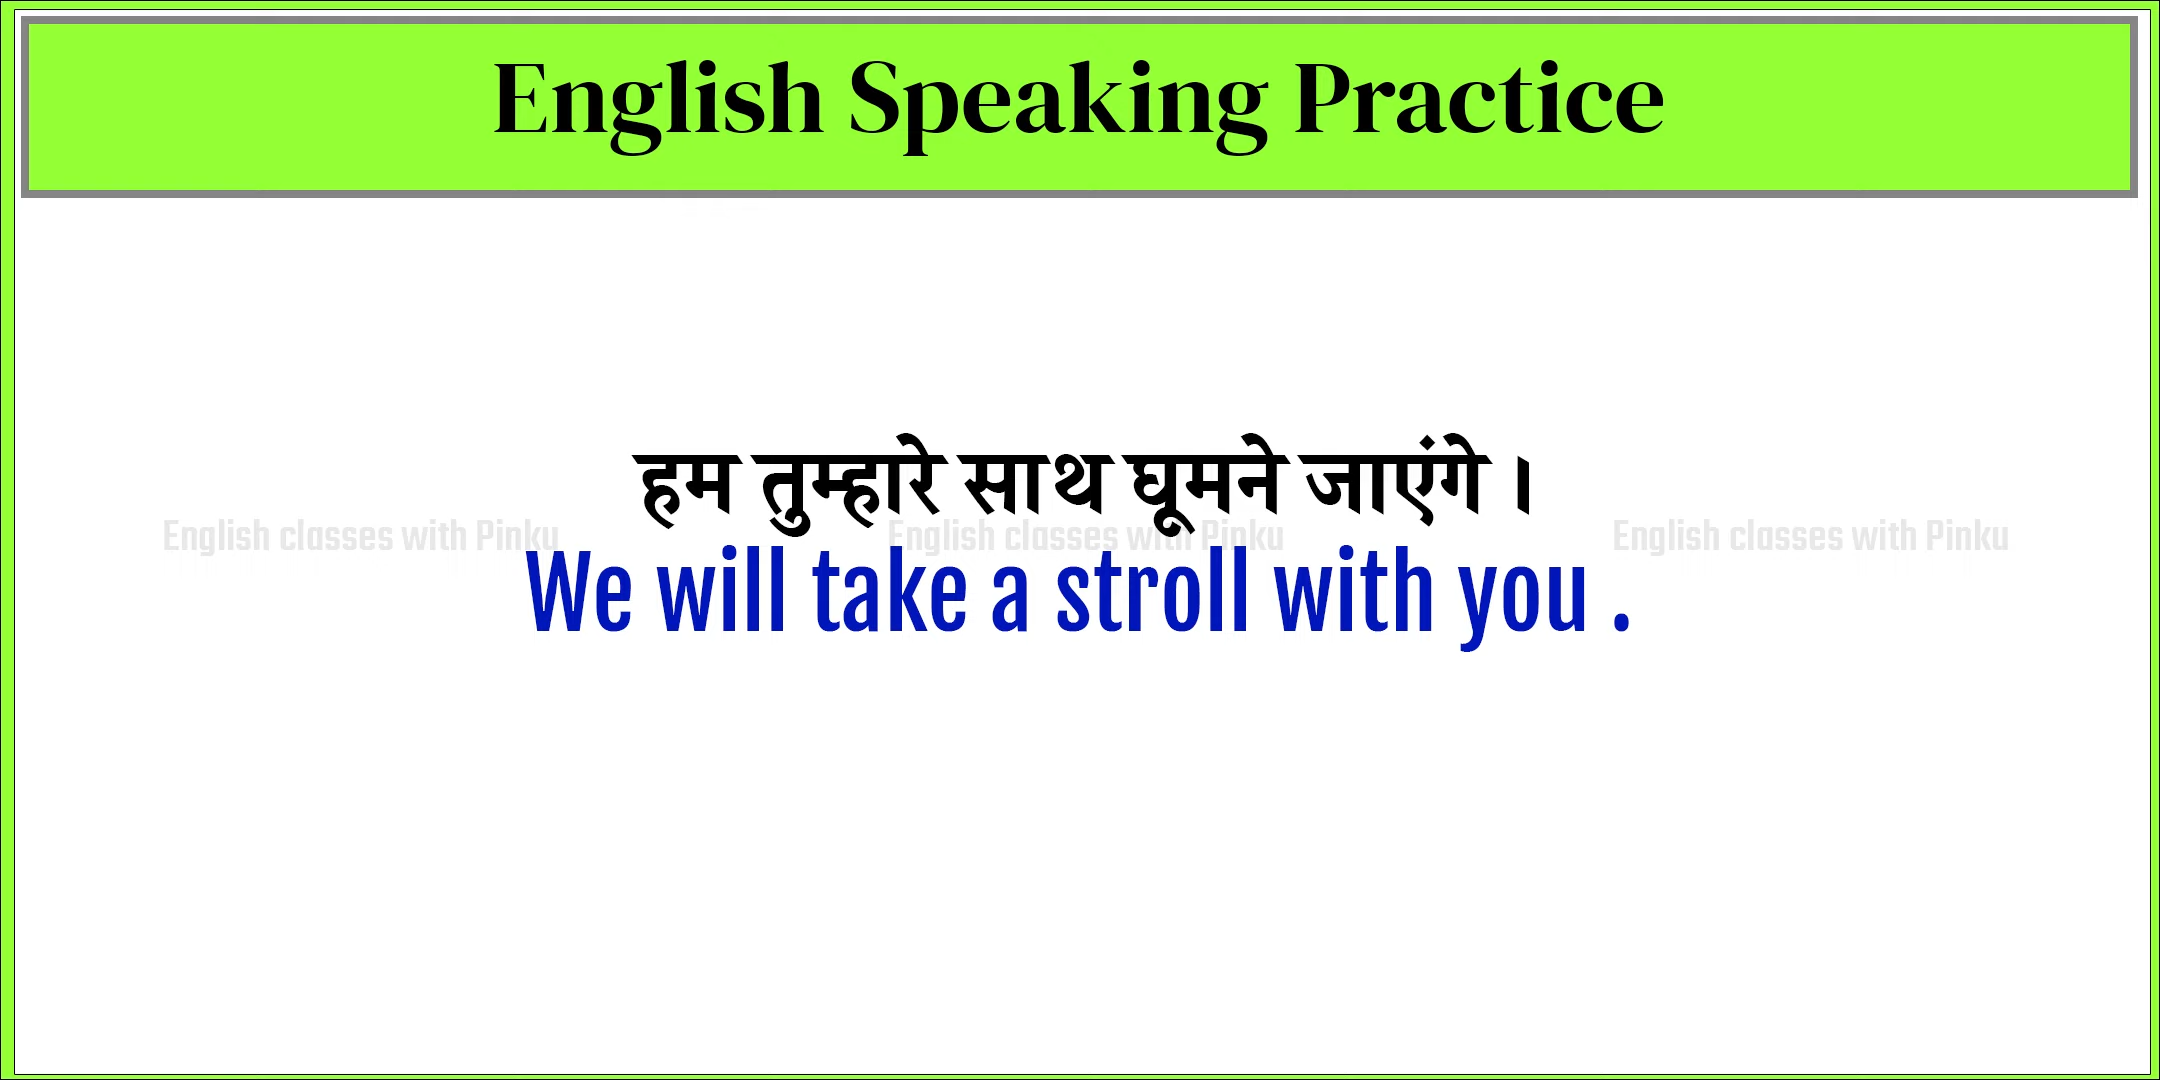 English Speaking Practice
हम तुम्हारे साथ घूमने जाएंगे ।
English classes with Pinku English classes with Pinku English classes with Pinku
We will take a stroll with you .